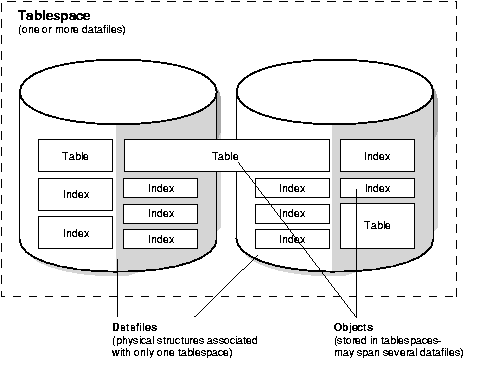 Tablespace
(one or more datafiles)
Table
Table
Index
Index
Index
Index
Index
Index
Index
Index
Table
Index
Index
Index
Datafiles
(physical structures associated
with only one tablespace)
Objects
(stored in tablespaces-
may span several datafiles)